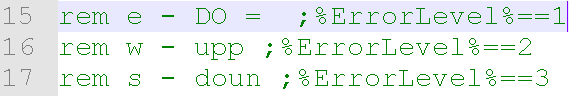 15 rem e - DO =  ;%ErrorLevel%==1
16 rem w - upp ;%ErrorLevel%==2
17 rem s - doun ;%ErrorLevel%==3